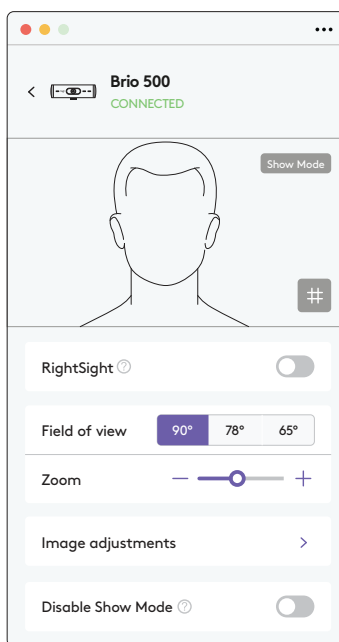 Brio 500
CONNECTED
Show Mode
RightSight
Field of view 90° 78° 65°
Zoom
Image adjustments
Disable Show Mode